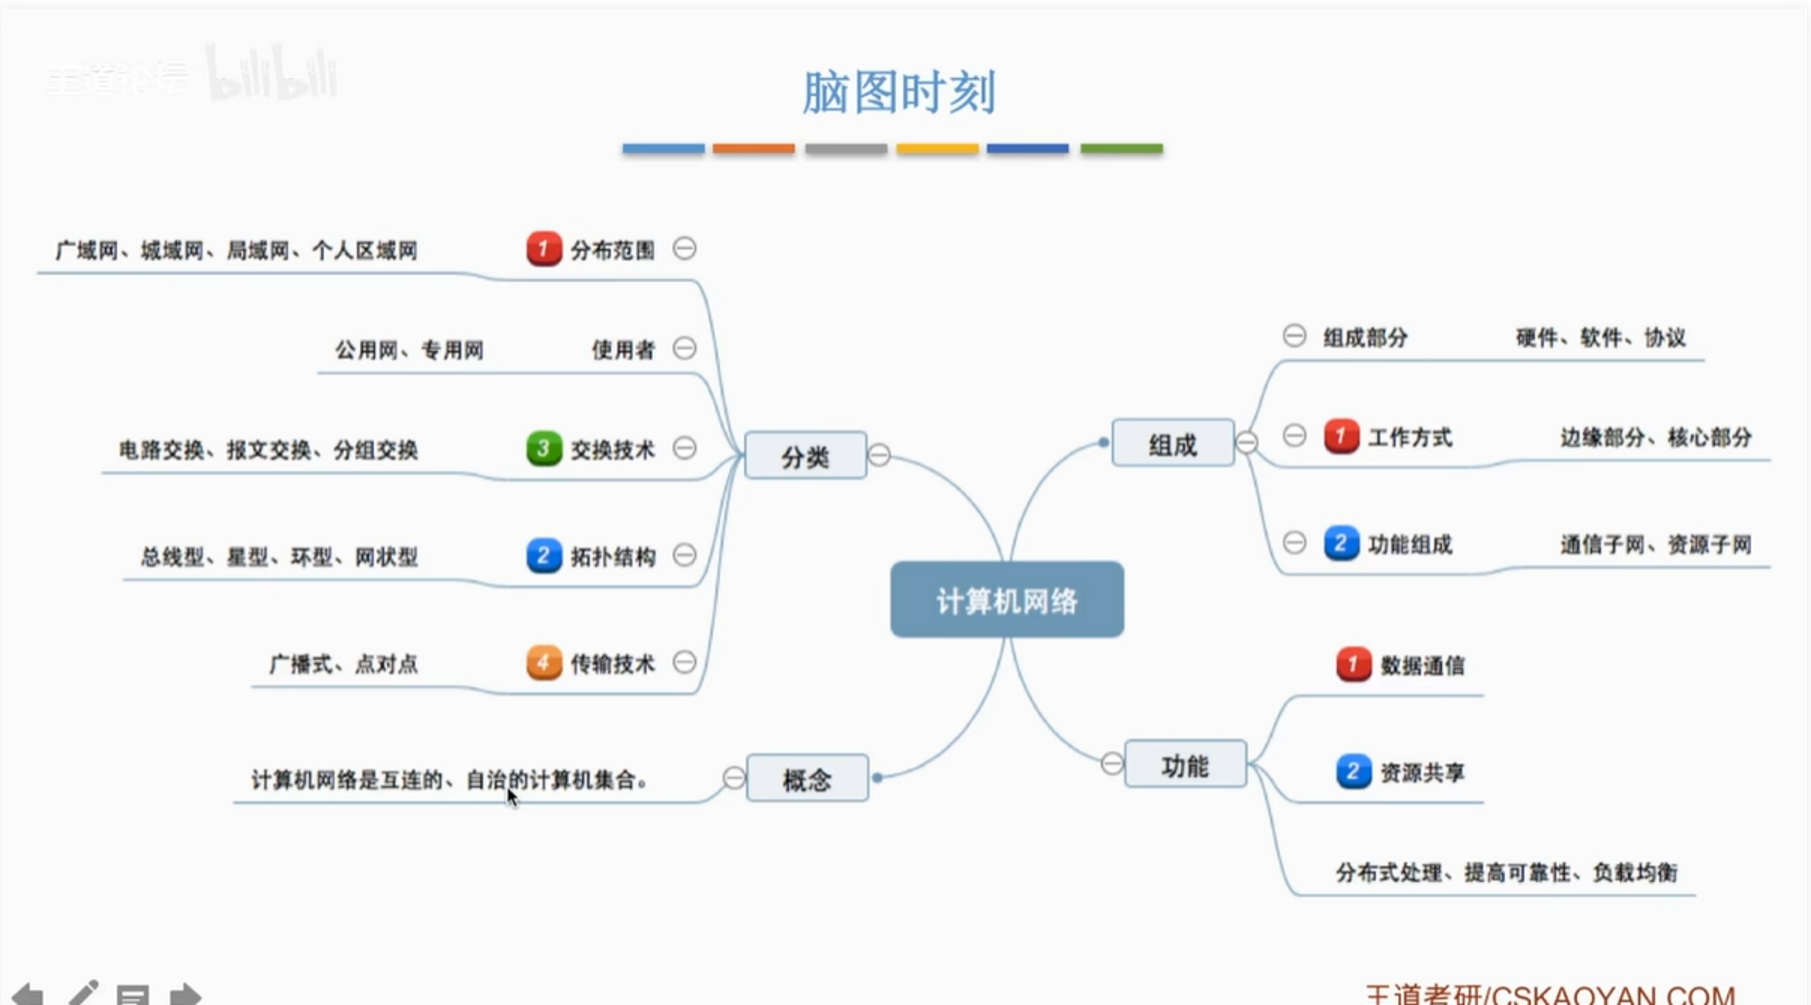 王道论坛 bilibili
脑图时刻
广域网、城域网、局域网、个人区域网 1 分布范围
公用网、专用网 使用者
电路交换、报文交换、分组交换 3 交换技术
总线型、星型、环型、网状型 2 拓扑结构
广播式、点对点 4 传输技术
分类
计算机网络是互连的、自治的计算机集合。
概念
计算机网络
组成
组成部分 硬件、软件、协议
1 工作方式 边缘部分、核心部分
2 功能组成 通信子网、资源子网
功能
1 数据通信
2 资源共享
分布式处理、提高可靠性、负载均衡
王道考研/CSKAOYAN.COM